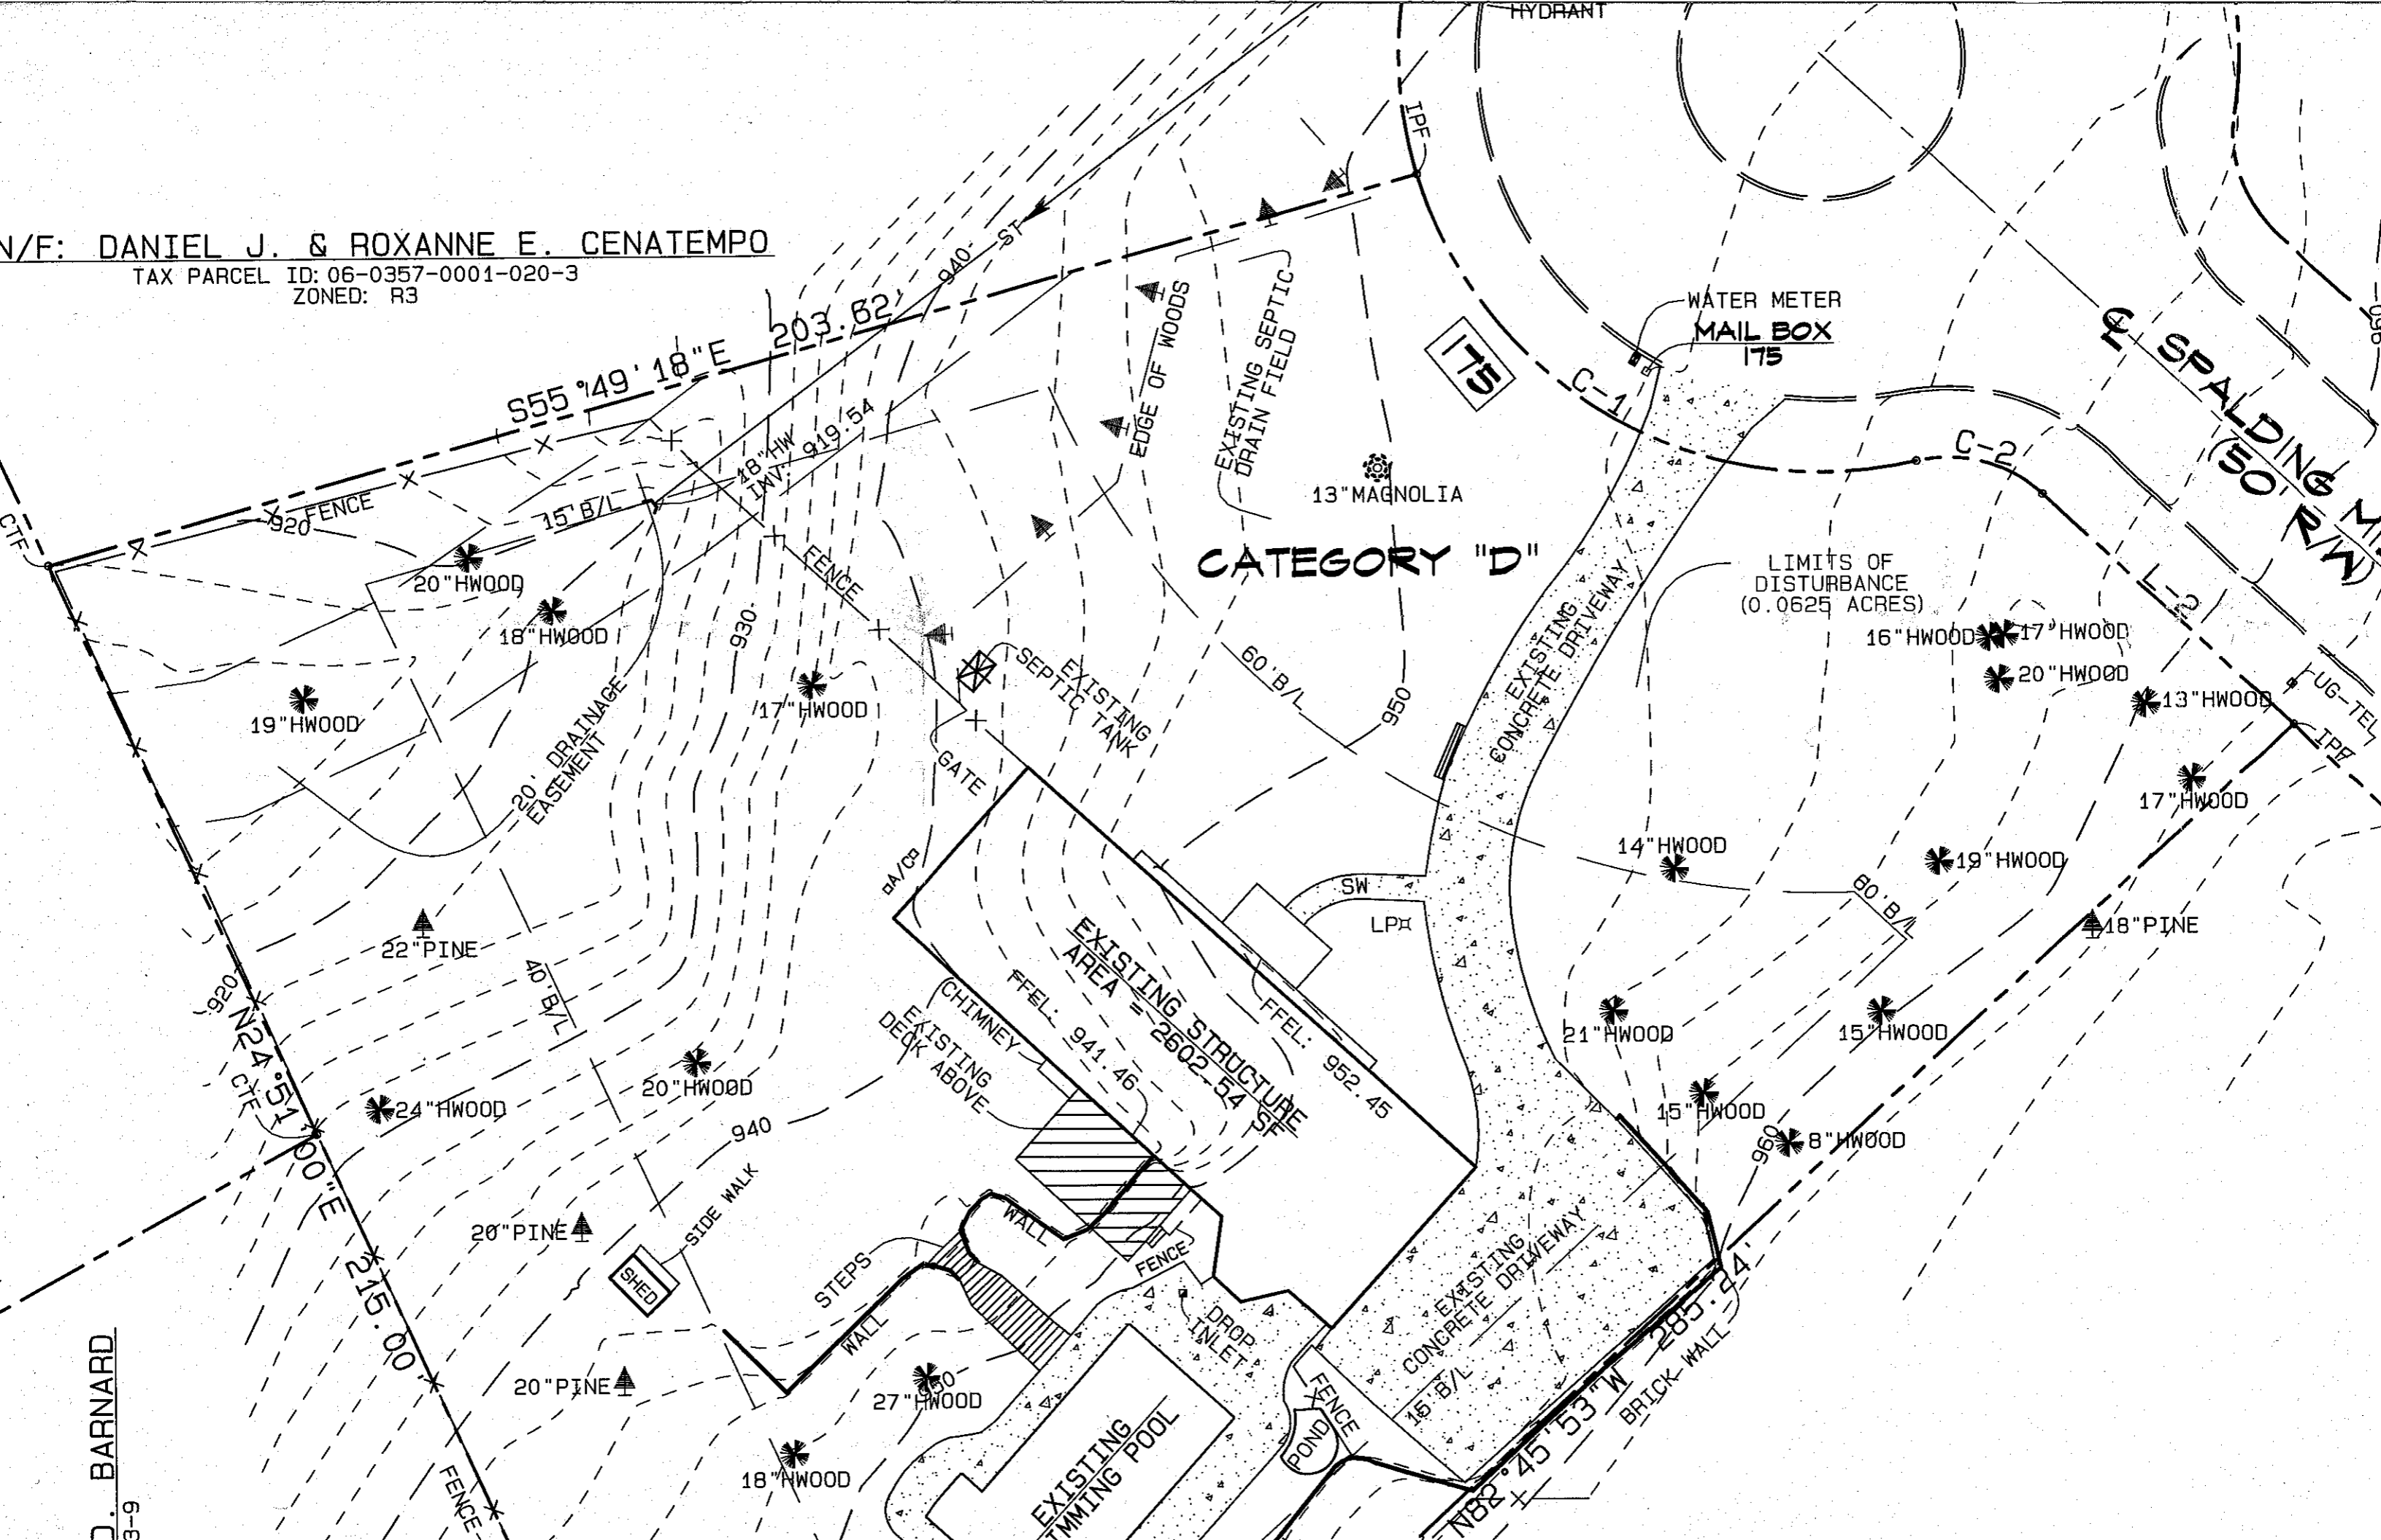 HYDRANT
IPF
N/F: DANIEL J. & ROXANNE E. CENATEMPO
TAX PARCEL ID: 06-0357-0001-020-3
ZONED: R3
S55°49'18"E 203.62'
940
ST
WATER METER
MAIL BOX
175
175
C-1
C-2
L-2
℄ SPALDING
(50' R/W)
960
EDGE OF WOODS
EXISTING SEPTIC
DRAIN FIELD
13"MAGNOLIA
CATEGORY "D"
18"HW
INV: 919.54
CTF
FENCE
920
15'B/L
20"HWOOD
18"HWOOD
19"HWOOD
20' DRAINAGE
EASEMENT
930
FENCE
17"HWOOD
EXISTING
SEPTIC TANK
GATE
60'B/L
950
EXISTING
CONCRETE DRIVEWAY
LIMITS OF
DISTURBANCE
(0.0625 ACRES)
16"HWOOD
17"HWOOD
20"HWOOD
13"HWOOD
UG-TEL
IPF
17"HWOOD
14"HWOOD
19"HWOOD
60'B/L
18"PINE
A/C
SW
LP
22"PINE
40'B/L
920
N24°51'00"E
215.00'
CTF
24"HWOOD
20"HWOOD
940
CHIMNEY
EXISTING
DECK ABOVE
FFEL: 941.46
EXISTING STRUCTURE
AREA = 2602.54 SF
FFEL: 952.45
21"HWOOD
15"HWOOD
15"HWOOD
960
8"HWOOD
SIDE WALK
20"PINE
SHED
STEPS
WALL
WALL
FENCE
DROP
INLET
EXISTING
CONCRETE DRIVEWAY
15'B/L
285.24'
N82°45'53"W
BRICK WALL
20"PINE
950
27"HWOOD
18"HWOOD
FENCE
POND
FENCE
EXISTING
IMMING POOL
D. BARNARD
3-9